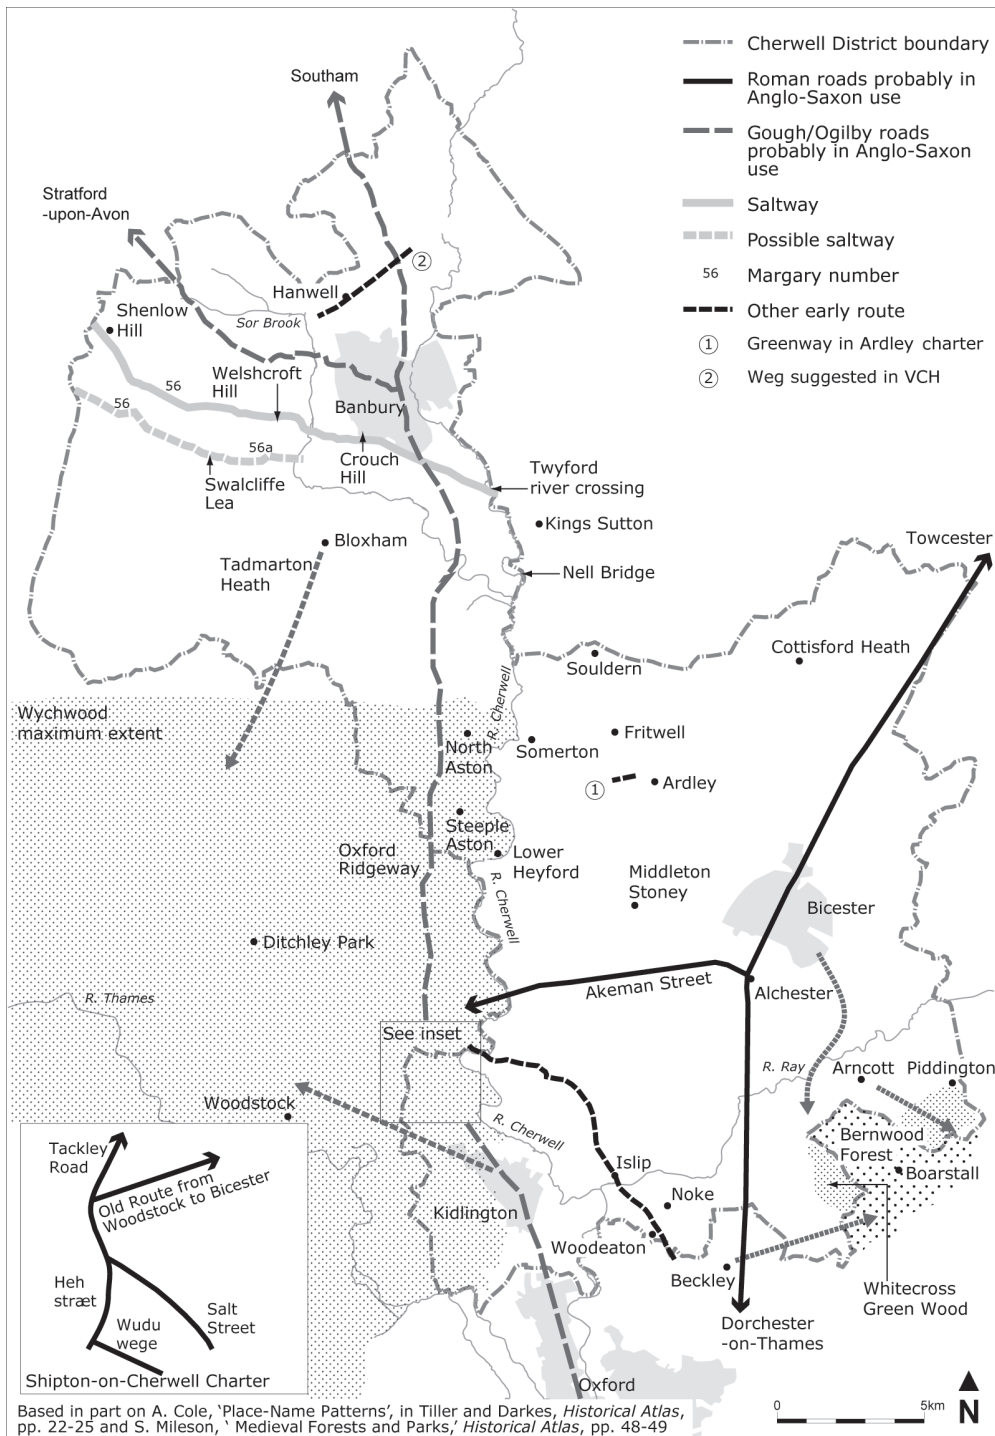 Cherwell District boundary
Roman roads probably in
Anglo-Saxon use
Gough/Ogilby roads
probably in Anglo-Saxon
use
Saltway
Possible saltway
56 Margary number
Other early route
1 Greenway in Ardley charter
2 Weg suggested in VCH
Southam
Stratford
-upon-Avon
2
Hanwell
Shenlow
Hill
Sor Brook
Welshcroft
Hill
56
56
Banbury
56a
Crouch
Hill
Swalcliffe
Lea
Twyford
river crossing
Kings Sutton
Bloxham
Towcester
Tadmarton
Heath
Nell Bridge
Cottisford Heath
Souldern
R. Cherwell
Wychwood
maximum extent
Fritwell
North
Aston
Somerton
1
Ardley
Steeple
Aston
Oxford
Ridgeway
Lower
Heyford
Middleton
Stoney
R. Cherwell
Bicester
Ditchley Park
Akeman Street
Alchester
R. Thames
See inset
R. Ray
Arncott
Piddington
Woodstock
R. Cherwell
Bernwood
Forest
Boarstall
Islip
Noke
Kidlington
Woodeaton
Beckley
Whitecross
Green Wood
Dorchester
-on-Thames
Oxford
Tackley
Road
Old Route from
Woodstock to Bicester
Heh
stræt
Salt
Street
Wudu
wege
Shipton-on-Cherwell Charter
0 5km
N
Based in part on A. Cole, ‘Place-Name Patterns’, in Tiller and Darkes, Historical Atlas,
pp. 22-25 and S. Mileson, ‘ Medieval Forests and Parks,’ Historical Atlas, pp. 48-49